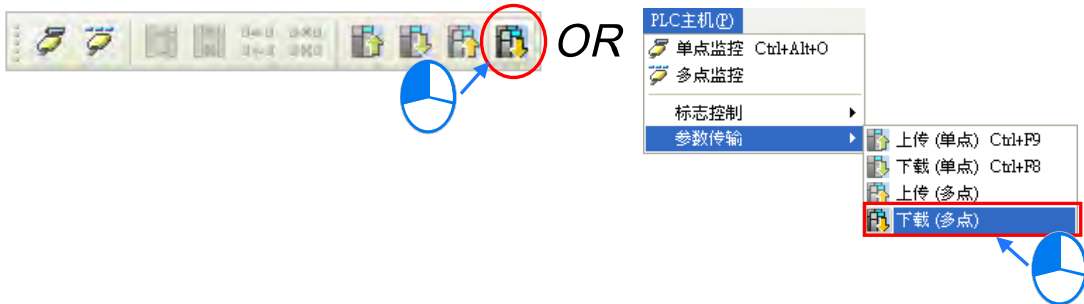 OR
PLC主机(P)
单点监控 Ctrl+Alt+O
多点监控
标志控制
参数传输
上传 (单点) Ctrl+F9
下载 (单点) Ctrl+F8
上传 (多点)
下载 (多点)